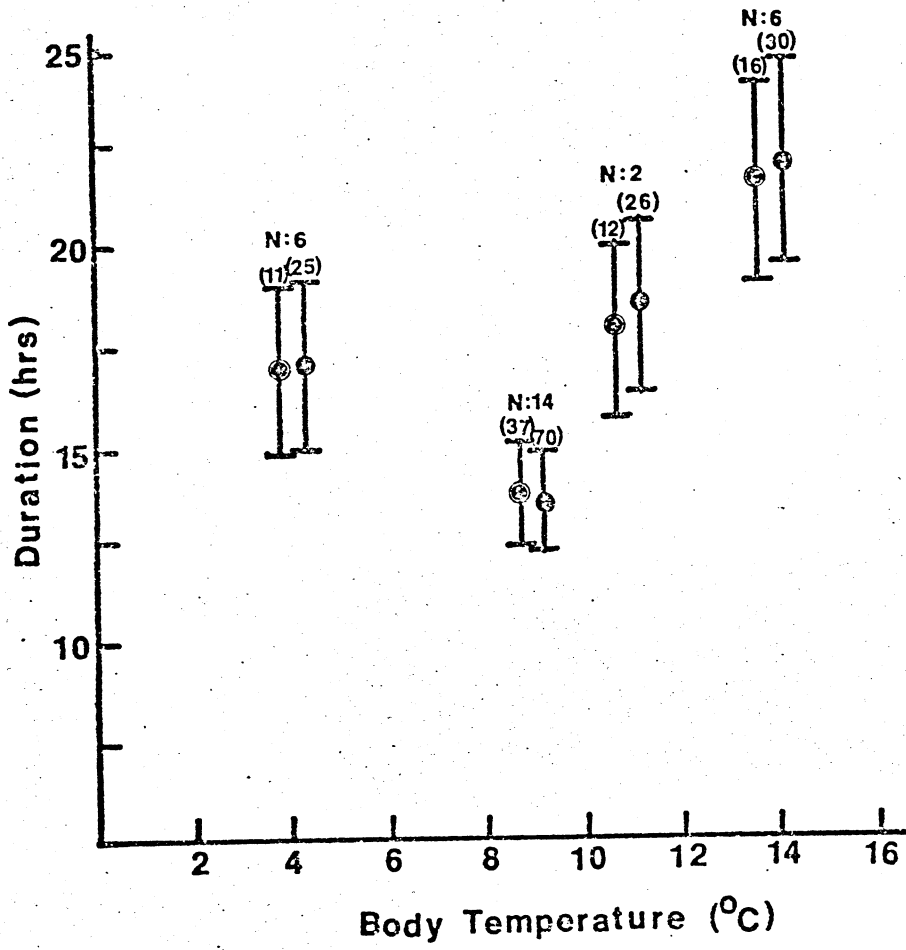 N:6
(30)
(16)
25
N:2
(26)
(12)
20
N:6
(11) (25)
N:14
(37) (70)
15
10
Duration (hrs)
2 4 6 8 10 12 14 16
Body Temperature (°C)